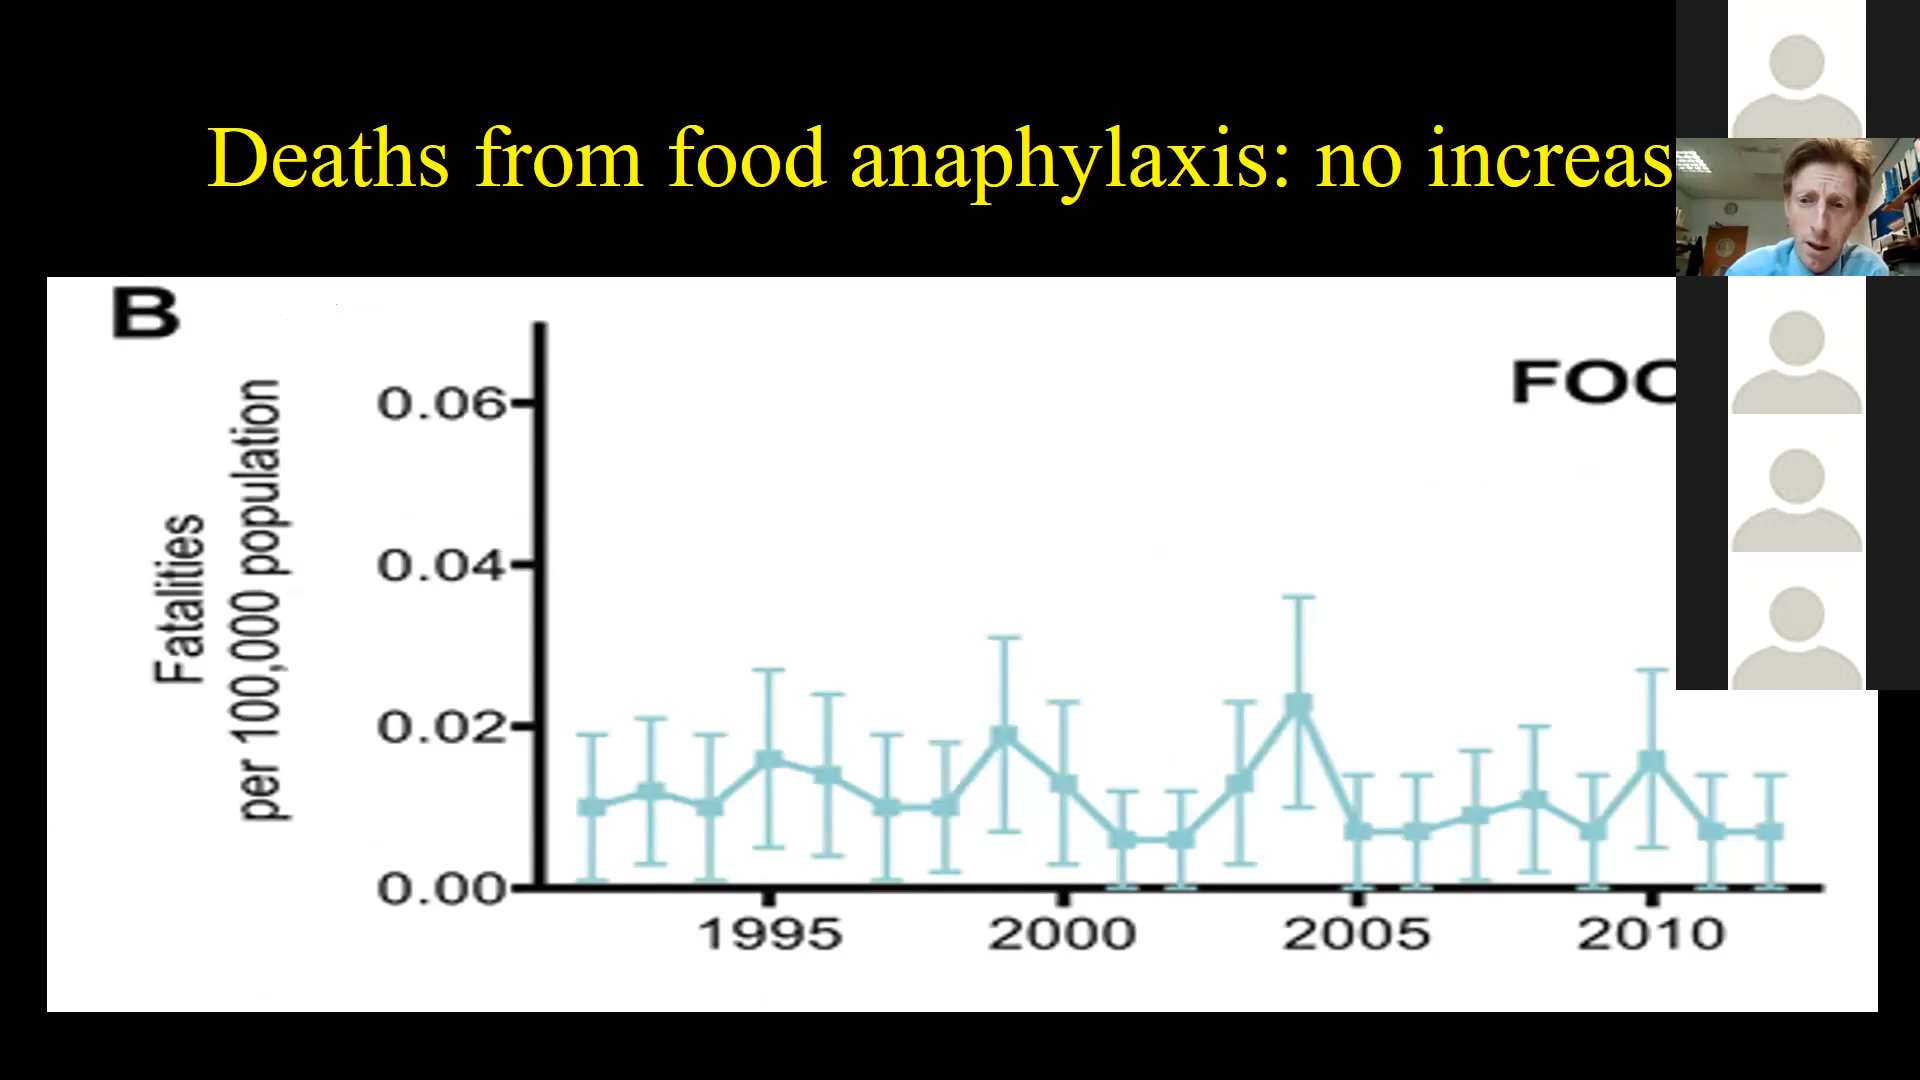 Deaths from food anaphylaxis: no increas
B
FOO
Fatalities
per 100,000 population
0.06
0.04
0.02
0.00
1995
2000
2005
2010